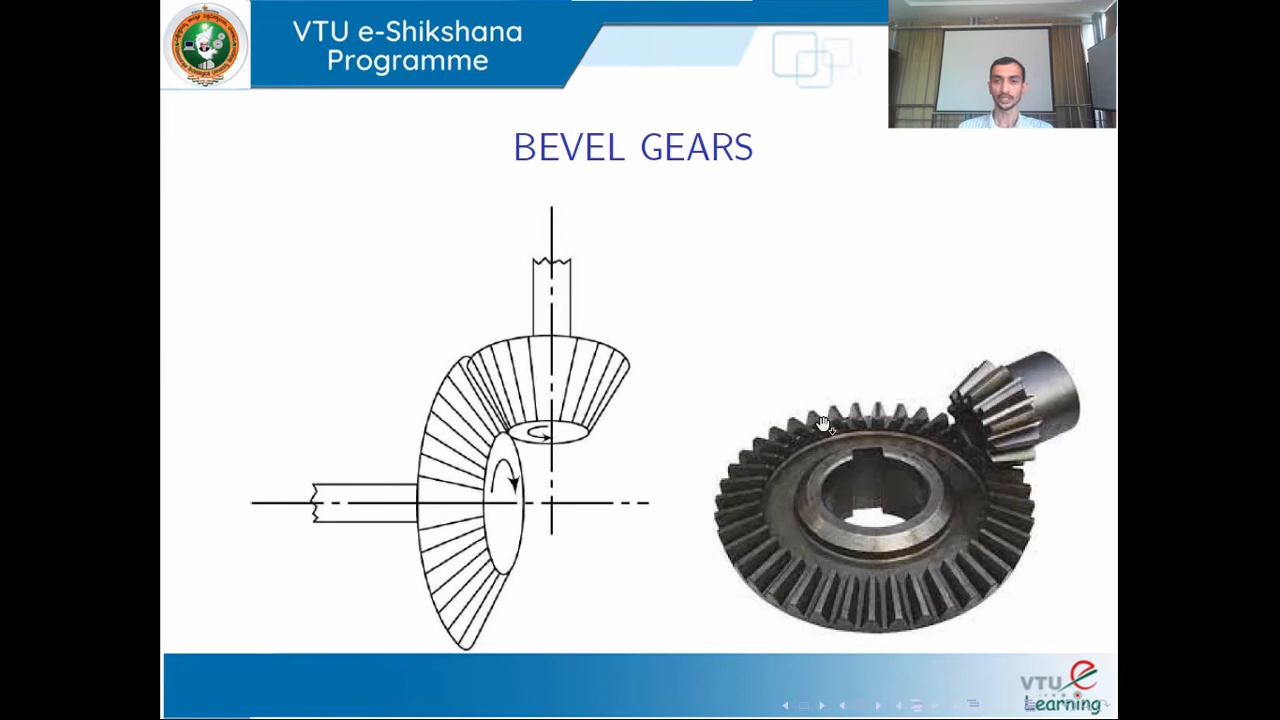 VTU e-Shikshana
Programme
BEVEL GEARS
VTU e
Learning